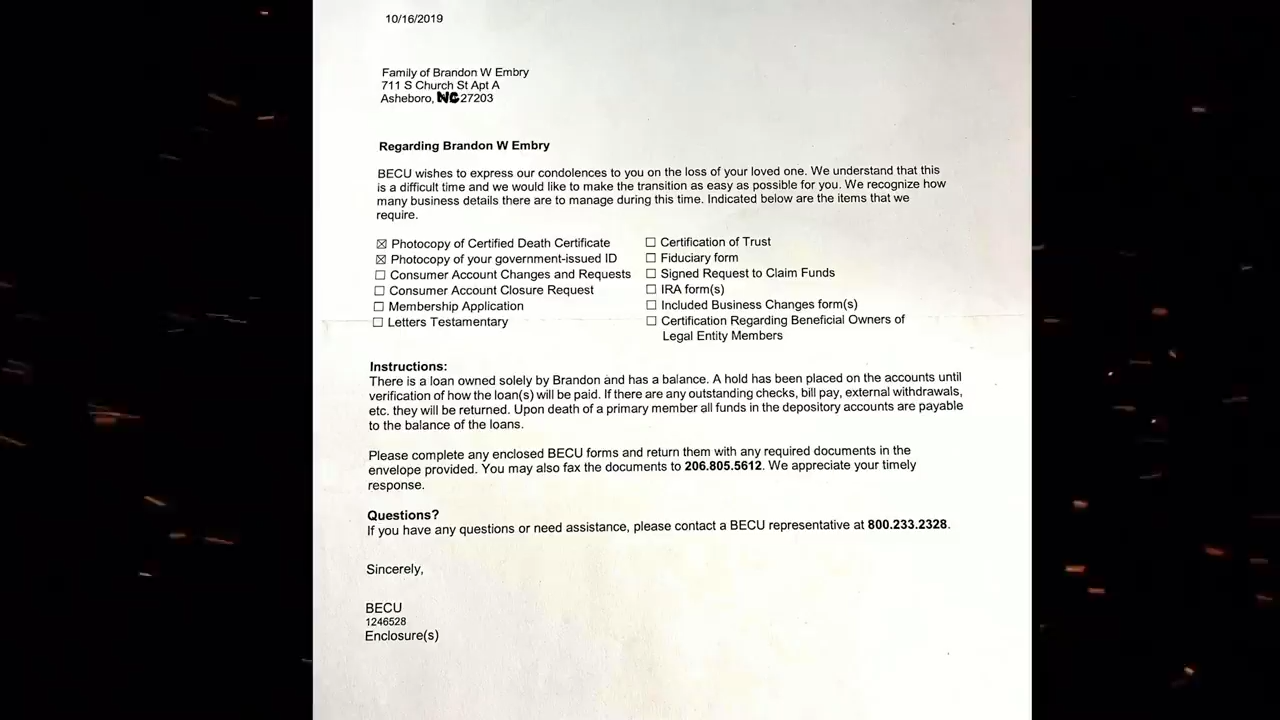 10/16/2019
Family of Brandon W Embry
711 S Church St Apt A
Asheboro, NC 27203
Regarding Brandon W Embry
BECU wishes to express our condolences to you on the loss of your loved one. We understand that this
is a difficult time and we would like to make the transition as easy as possible for you. We recognize how
many business details there are to manage during this time. Indicated below are the items that we
require.
☒ Photocopy of Certified Death Certificate
☒ Photocopy of your government-issued ID
☐ Consumer Account Changes and Requests
☐ Consumer Account Closure Request
☐ Membership Application
☐ Letters Testamentary
☐ Certification of Trust
☐ Fiduciary form
☐ Signed Request to Claim Funds
☐ IRA form(s)
☐ Included Business Changes form(s)
☐ Certification Regarding Beneficial Owners of
Legal Entity Members
Instructions:
There is a loan owned solely by Brandon and has a balance. A hold has been placed on the accounts until
verification of how the loan(s) will be paid. If there are any outstanding checks, bill pay, external withdrawals,
etc. they will be returned. Upon death of a primary member all funds in the depository accounts are payable
to the balance of the loans.
Please complete any enclosed BECU forms and return them with any required documents in the
envelope provided. You may also fax the documents to 206.805.5612. We appreciate your timely
response.
Questions?
If you have any questions or need assistance, please contact a BECU representative at 800.233.2328.
Sincerely,
BECU
1246528
Enclosure(s)